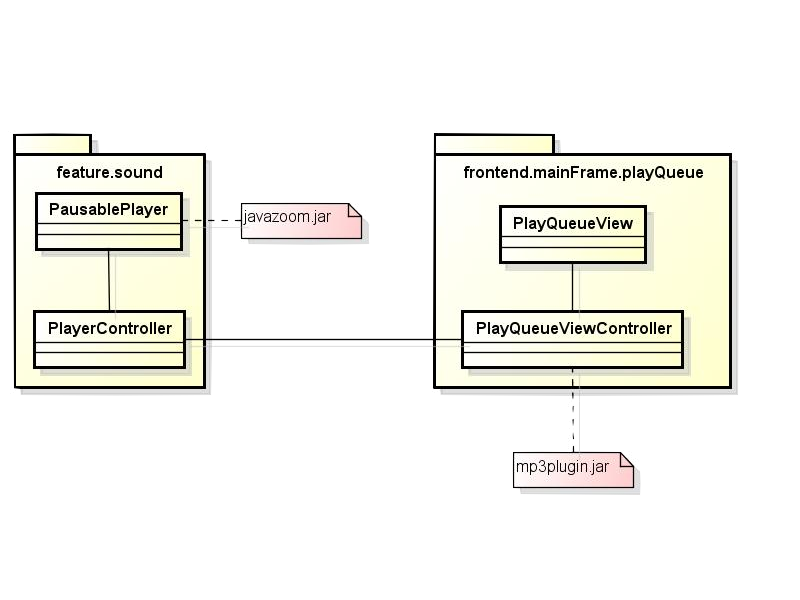 feature.sound
PausablePlayer
javazoom.jar
PlayerController
frontend.mainFrame.playQueue
PlayQueueView
PlayQueueViewController
mp3plugin.jar